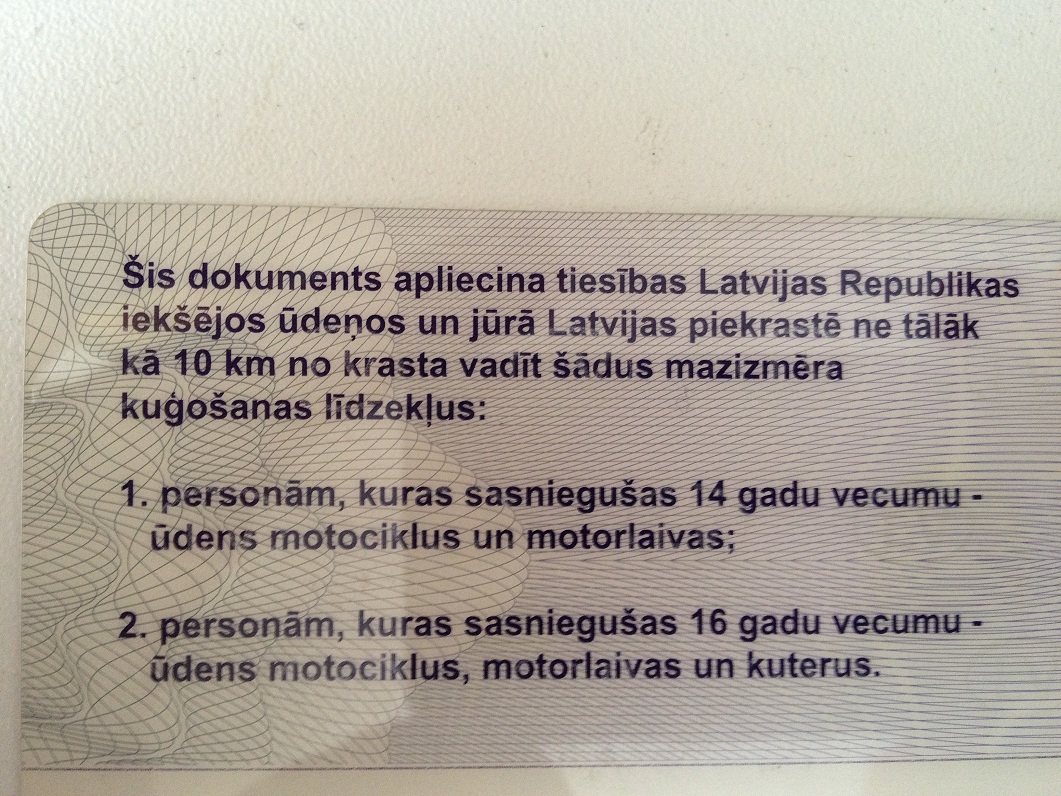 Šis dokuments apliecina tiesības Latvijas Republikas
iekšējos ūdeņos un jūrā Latvijas piekrastē ne tālāk
kā 10 km no krasta vadīt šādus mazizmēra
kuģošanas līdzekļus:
1. personām, kuras sasniegušas 14 gadu vecumu -
ūdens motociklus un motorlaivas;
2. personām, kuras sasniegušas 16 gadu vecumu -
ūdens motociklus, motorlaivas un kuterus.